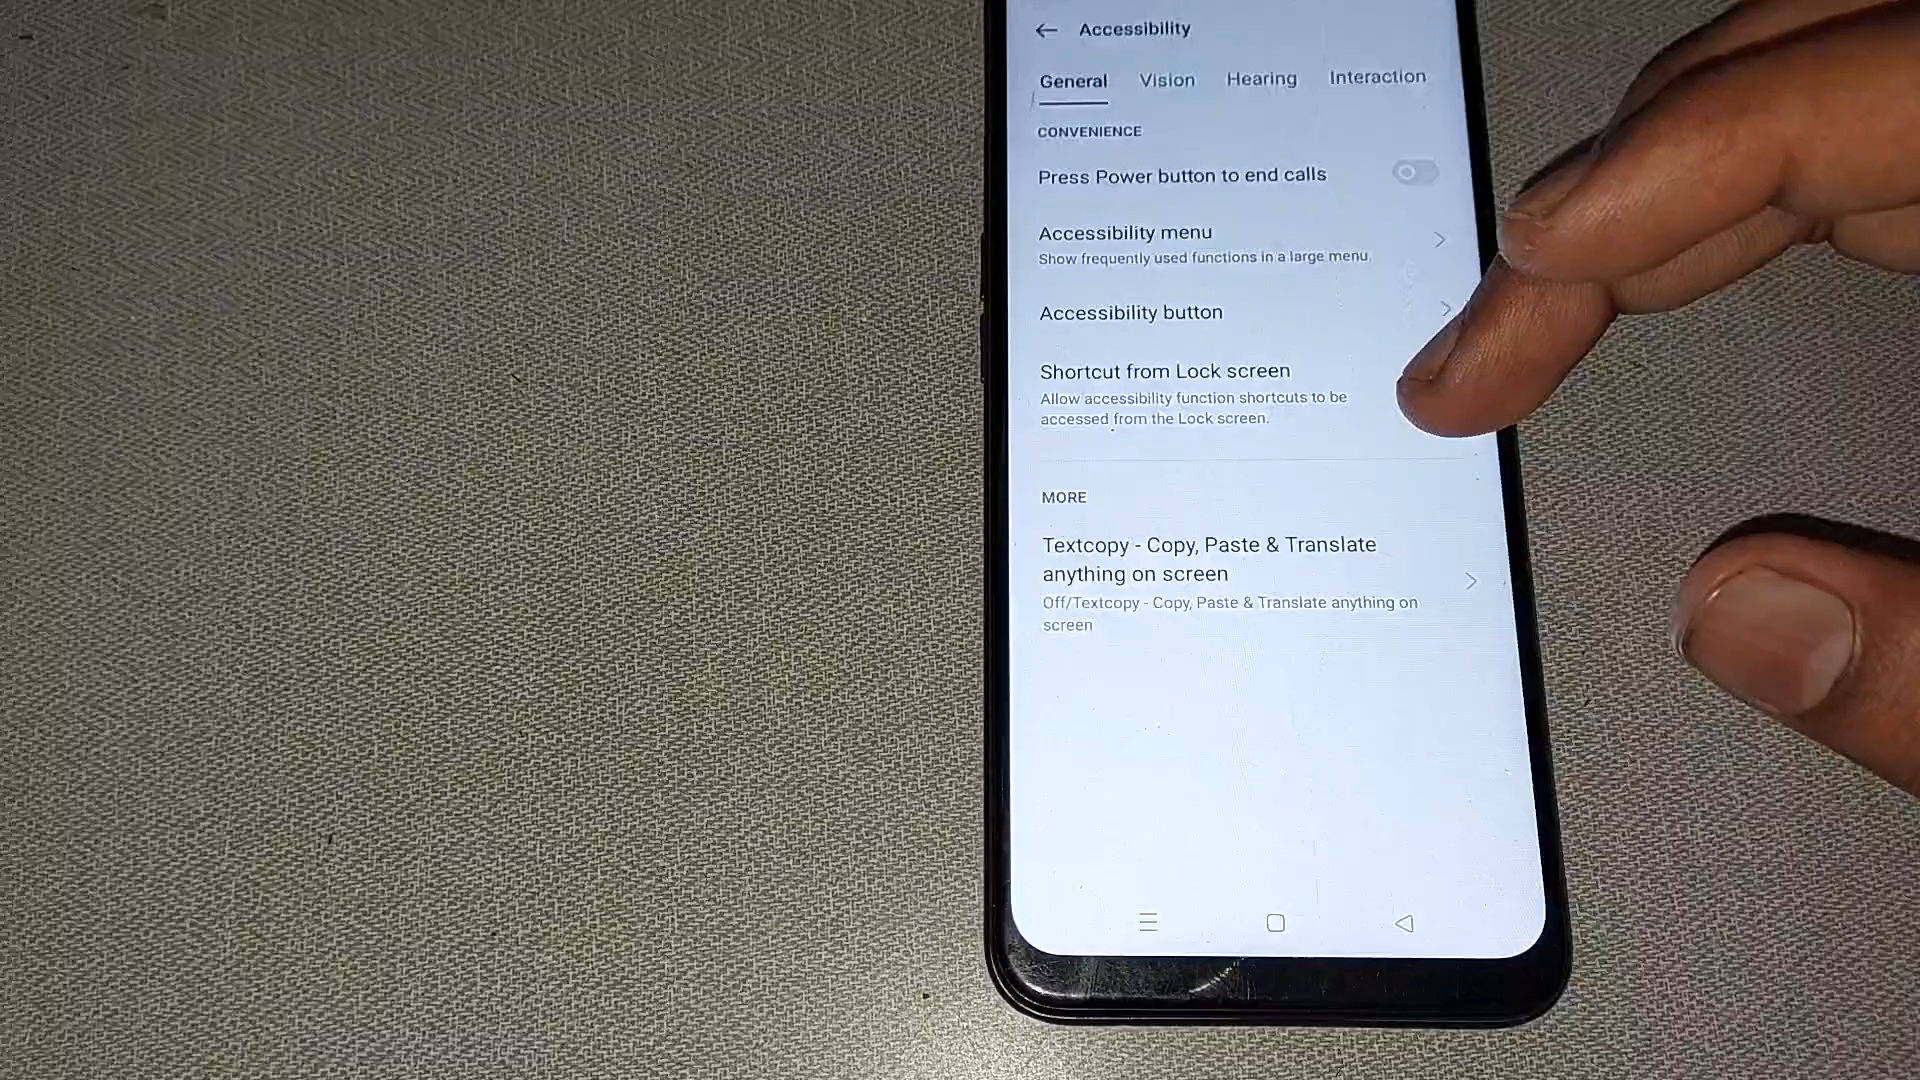 Accessibility
General Vision Hearing Interaction
CONVENIENCE
Press Power button to end calls
Accessibility menu
Show frequently used functions in a large menu.
Accessibility button
Shortcut from Lock screen
Allow accessibility function shortcuts to be
accessed from the Lock screen.
MORE
Textcopy - Copy, Paste & Translate
anything on screen
Off/Textcopy - Copy, Paste & Translate anything on
screen